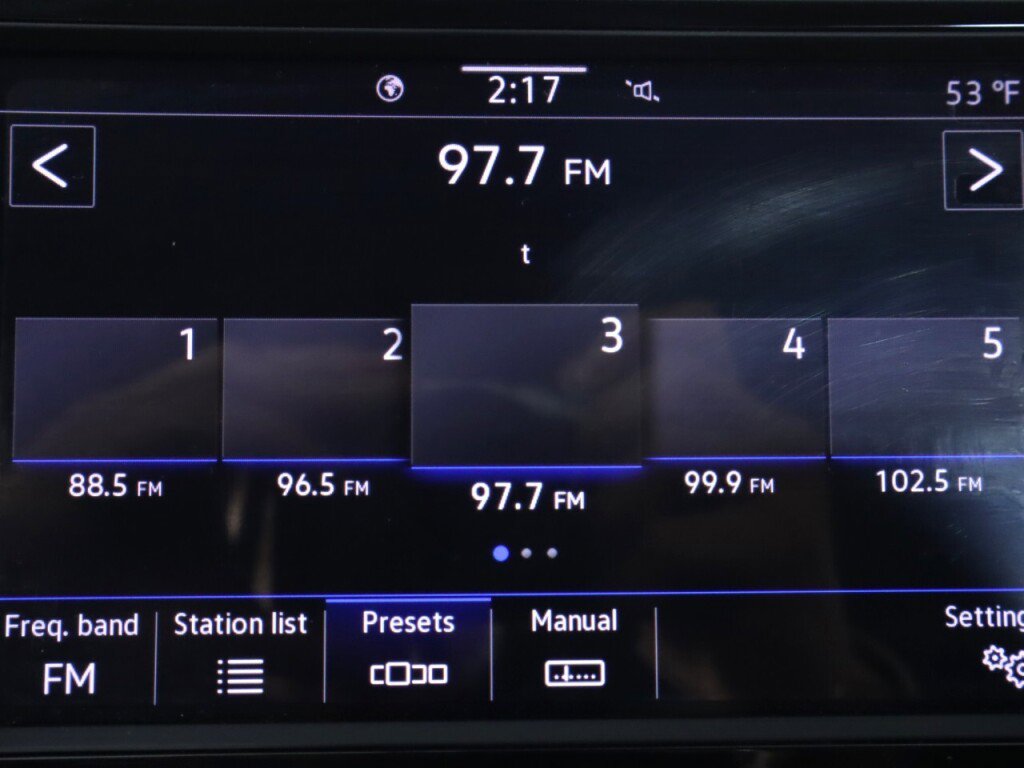 2:17
53 °F
97.7 FM
t
1 2 3 4 5
88.5 FM 96.5 FM 97.7 FM 99.9 FM 102.5 FM
Freq. band Station list Presets Manual Setting
FM